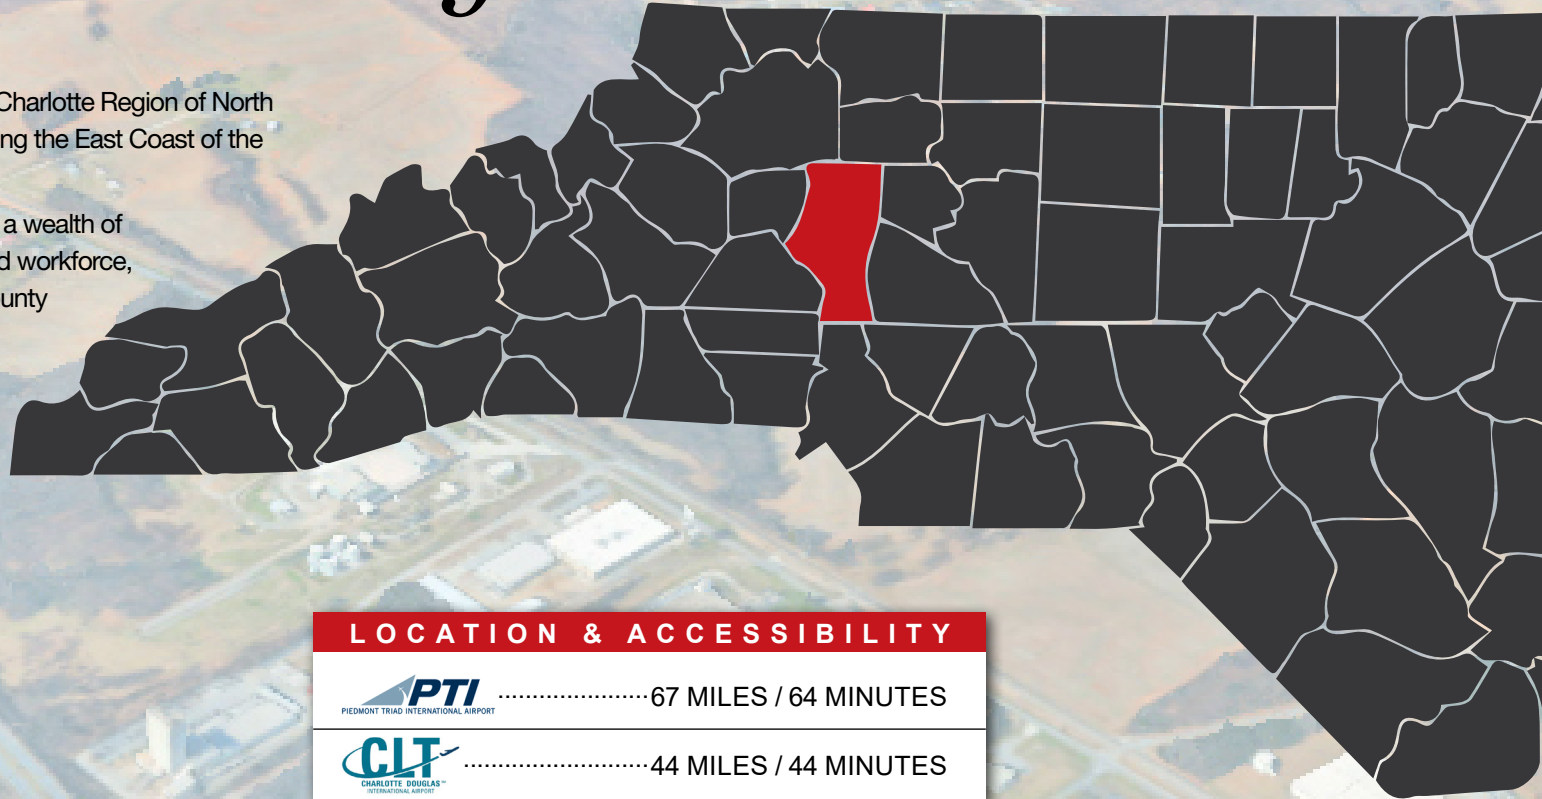 Charlotte Region of North
ng the East Coast of the
a wealth of
d workforce,
unty
LOCATION & ACCESSIBILITY
PTI
PIEDMONT TRIAD INTERNATIONAL AIRPORT
67 MILES / 64 MINUTES
CLT
CHARLOTTE DOUGLAS℠
INTERNATIONAL AIRPORT
44 MILES / 44 MINUTES